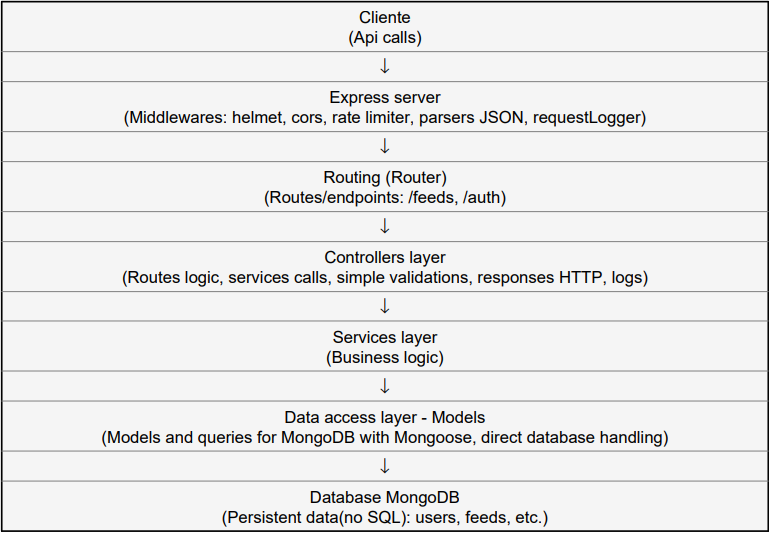 Cliente
(Api calls)
↓
Express server
(Middlewares: helmet, cors, rate limiter, parsers JSON, requestLogger)
↓
Routing (Router)
(Routes/endpoints: /feeds, /auth)
↓
Controllers layer
(Routes logic, services calls, simple validations, responses HTTP, logs)
↓
Services layer
(Business logic)
↓
Data access layer - Models
(Models and queries for MongoDB with Mongoose, direct database handling)
↓
Database MongoDB
(Persistent data(no SQL): users, feeds, etc.)